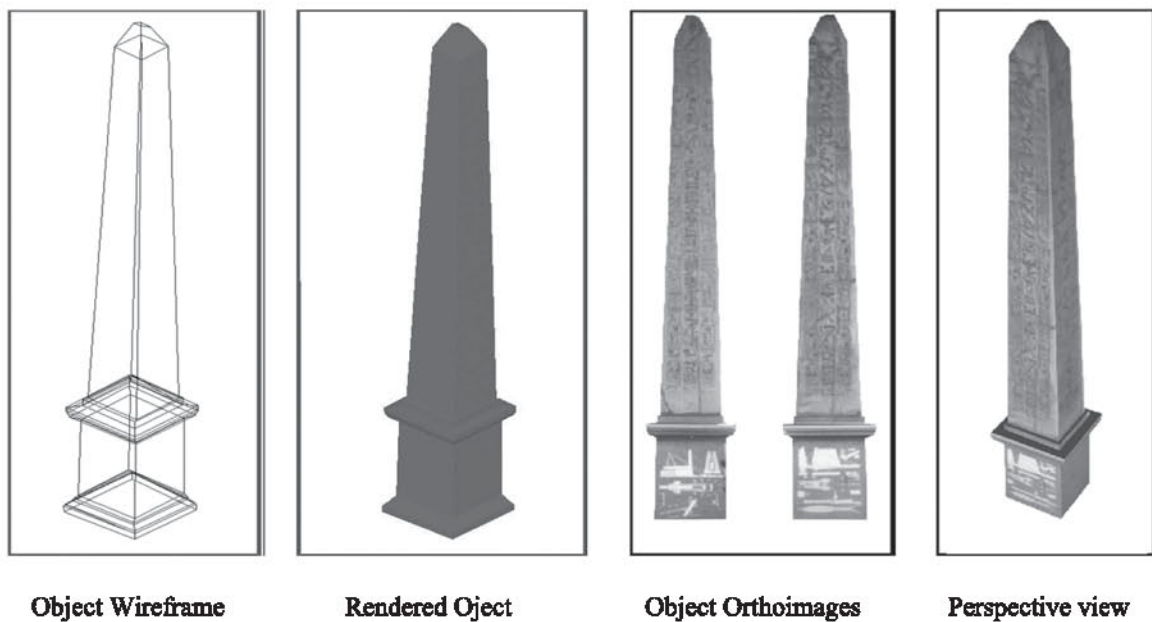 Object Wireframe
Rendered Oject
Object Orthoimages
Perspective view